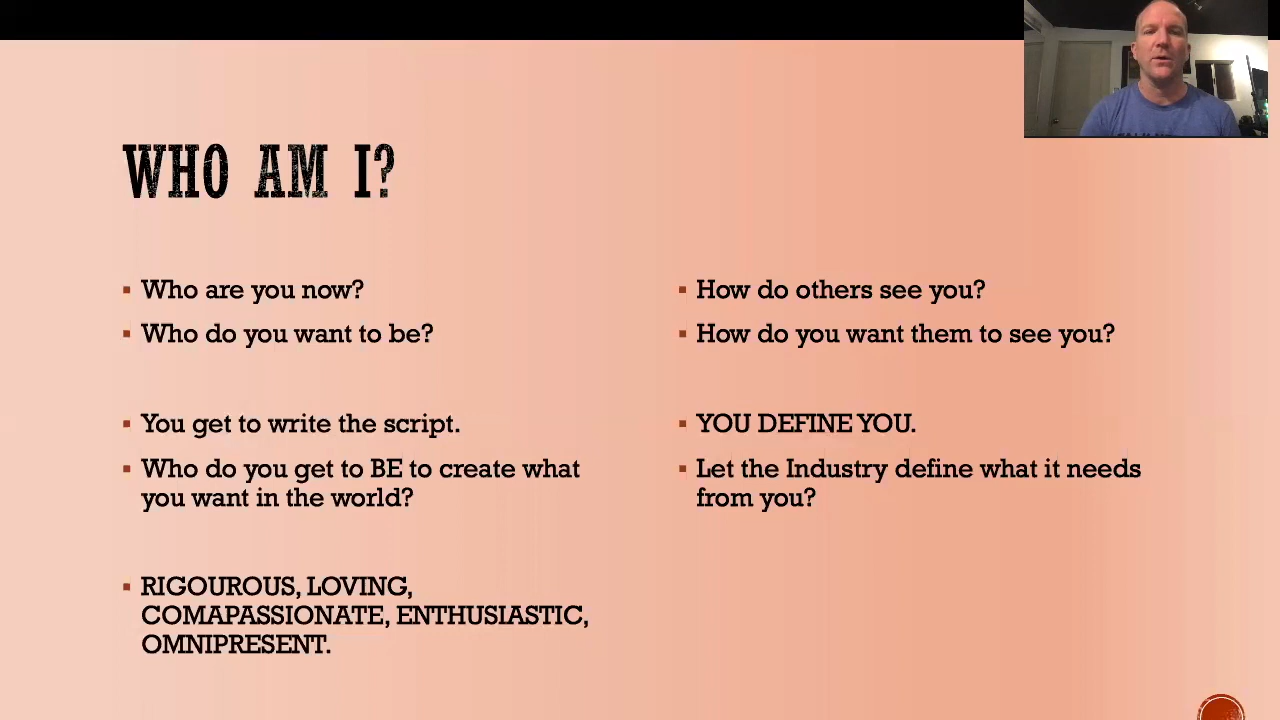 WHO AM I?
Who are you now?
Who do you want to be?
You get to write the script.
Who do you get to BE to create what
you want in the world?
RIGOUROUS, LOVING,
COMAPASSIONATE, ENTHUSIASTIC,
OMNIPRESENT.
How do others see you?
How do you want them to see you?
YOU DEFINE YOU.
Let the Industry define what it needs
from you?